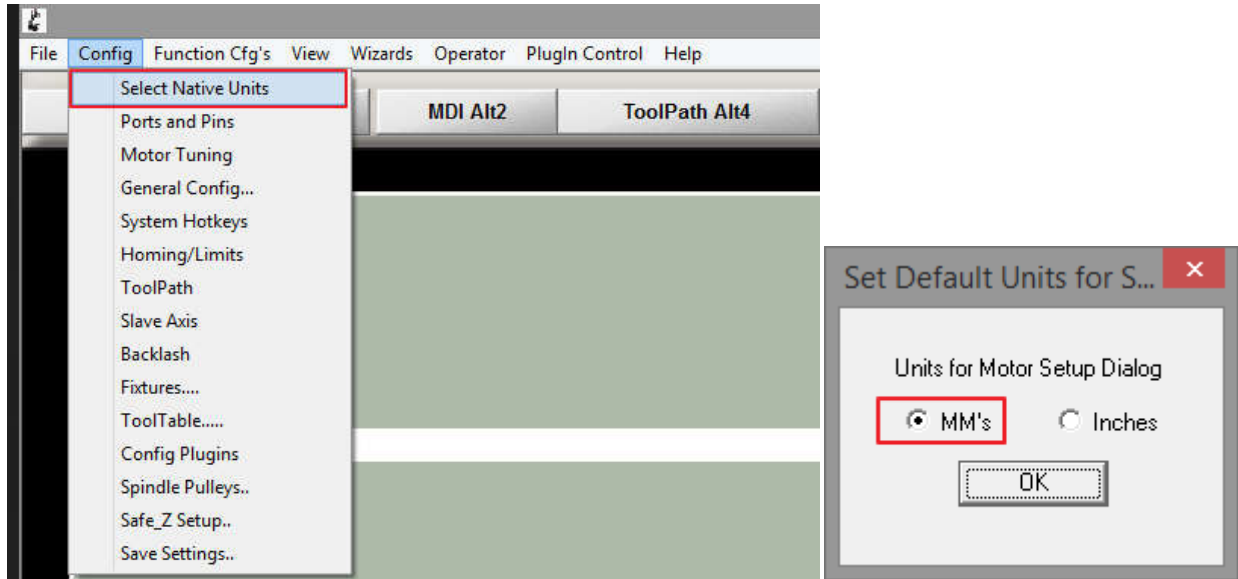 File Config Function Cfg's View Wizards Operator PlugIn Control Help
Select Native Units
MDI Alt2 ToolPath Alt4
Ports and Pins
Motor Tuning
General Config...
System Hotkeys
Homing/Limits
ToolPath
Slave Axis
Backlash
Fixtures....
ToolTable.....
Config Plugins
Spindle Pulleys..
Safe_Z Setup..
Save Settings..
Set Default Units for S...
Units for Motor Setup Dialog
MM's Inches
OK